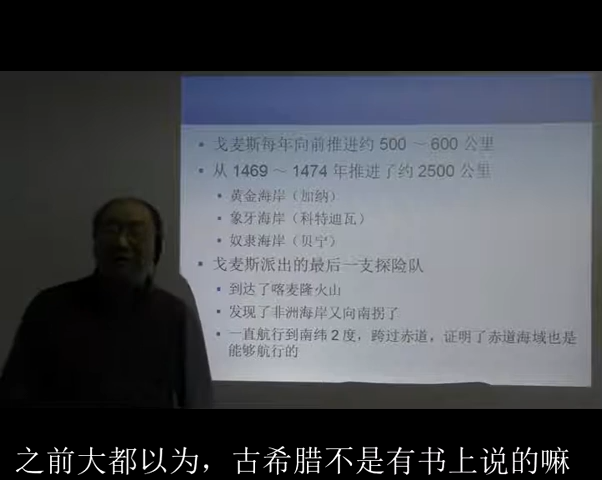 戈麦斯每年向前推进约 500 ~ 600 公里
从 1469 ~ 1474 年推进了约 2500 公里
黄金海岸（加纳）
象牙海岸（科特迪瓦）
奴隶海岸（贝宁）
戈麦斯派出的最后一支探险队
到达了喀麦隆火山
发现了非洲海岸又向南拐了
一直航行到南纬 2 度，跨过赤道，证明了赤道海域也是
能够航行的
之前大都以为，古希腊不是有书上说的嘛